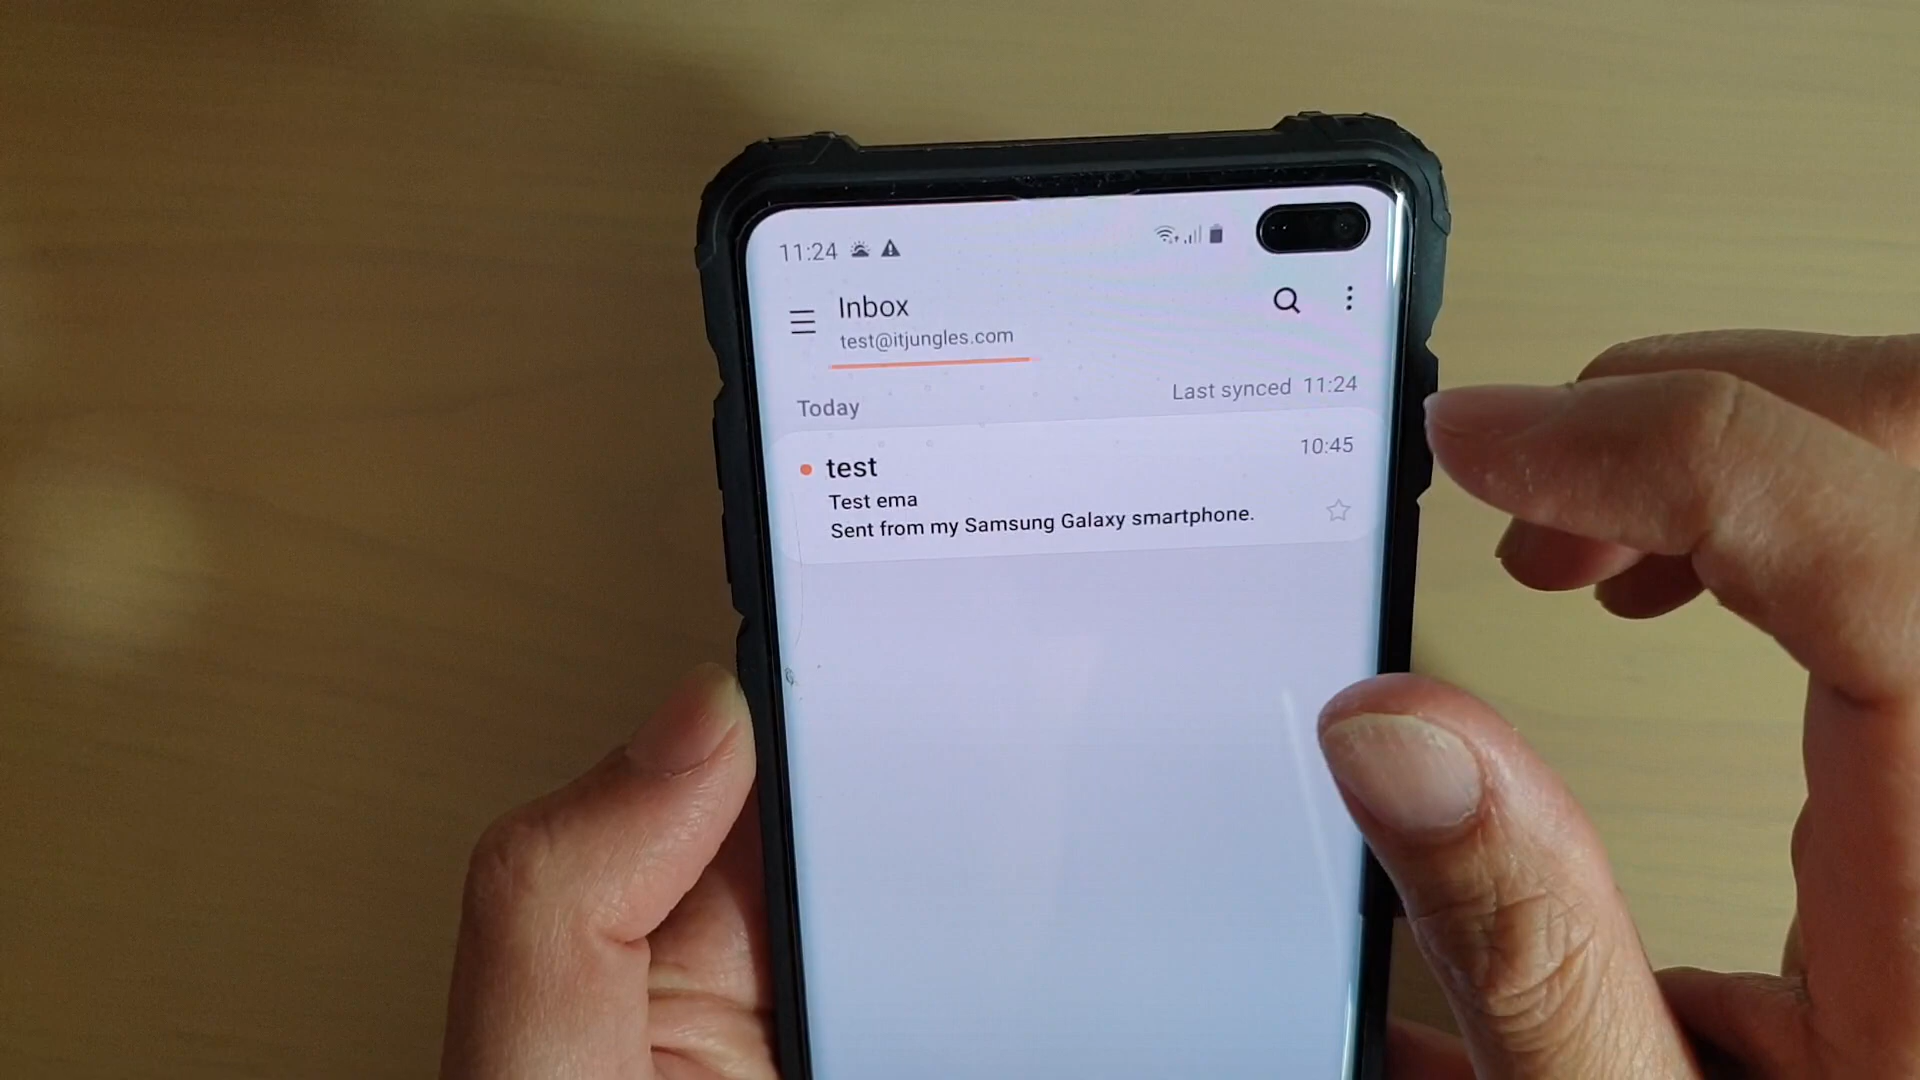 11:24
Inbox
test@itjungles.com
Today
Last synced 11:24
test
10:45
Test ema
Sent from my Samsung Galaxy smartphone.